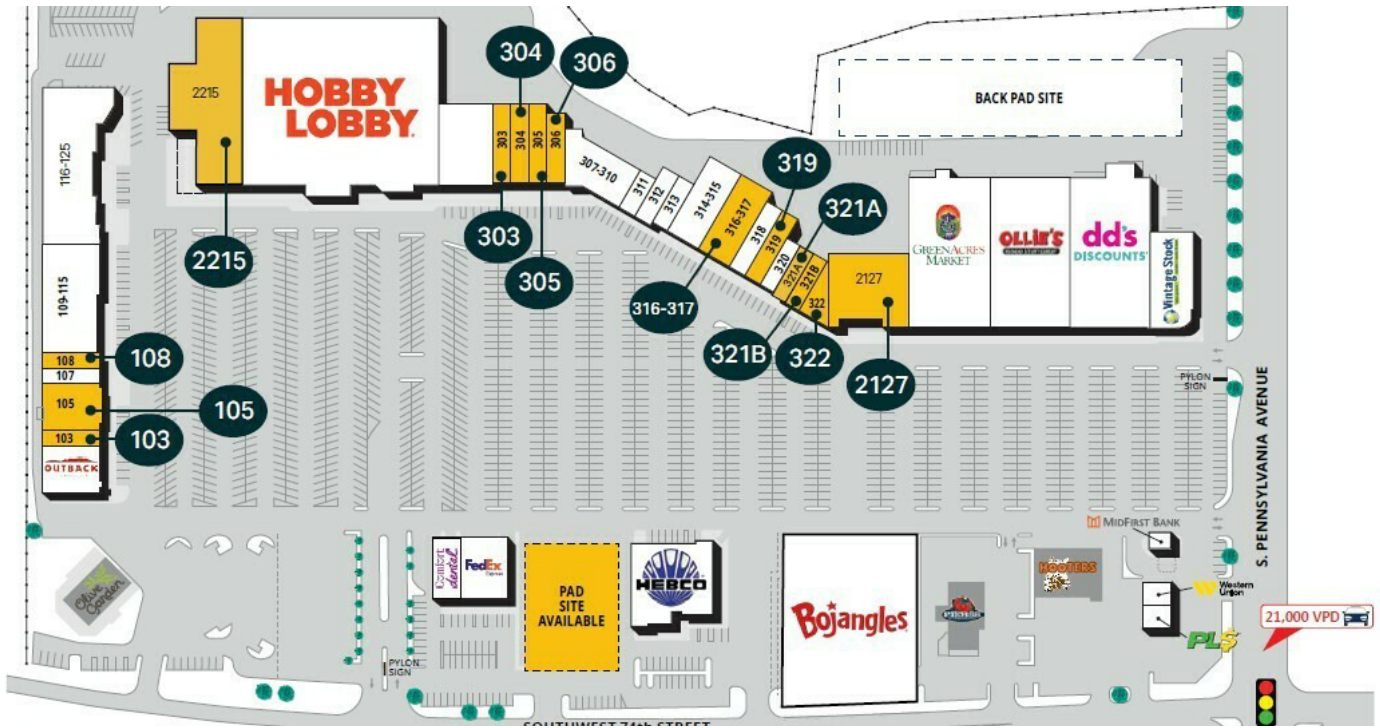 2215
HOBBY
LOBBY
304
306
303
304
305
306
BACK PAD SITE
116-125
307-310
311
312
313
314-315
316-317
318
319
320
321A
321B
322
319
321A
2127
GREENACRES
MARKET
OLLIE'S
dd's
DISCOUNTS
Vintage Stock
2215
303
305
316-317
321B
322
2127
109-115
108
107
105
103
OUTBACK
108
105
103
PYLON
SIGN
S. PENNSYLVANIA AVENUE
MIDFIRST BANK
Olive
Garden
Comfort
dental
FedEx
PAD
SITE
AVAILABLE
HEBCO
Bojangles
HOOTERS
Western
Union
PLS
21,000 VPD
PYLON
SIGN
SOUTHWEST 74th STREET